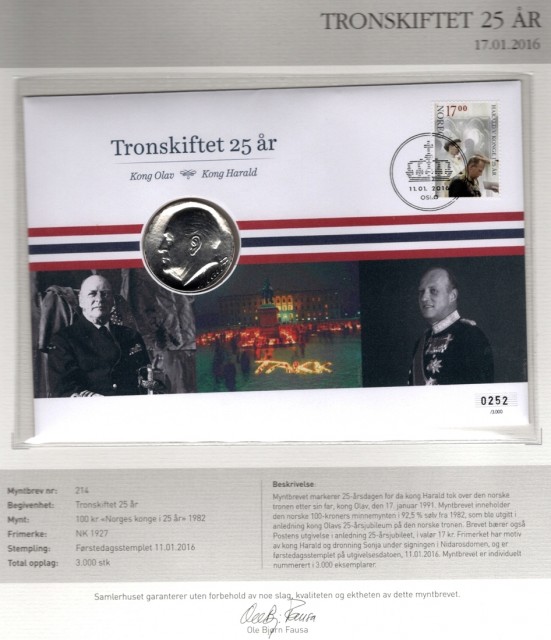 TRONSKIFTET 25 ÅR
17.01.2016
Tronskiftet 25 år
Kong Olav Kong Harald
17 00
NOREG
11.01. 2016
OSLO
TAKK
0252
/3.000
Myntbrev nr: 214
Begivenhet: Tronskiftet 25 år
Mynt: 100 kr «Norges konge i 25 år» 1982
Frimerke: NK 1927
Stempling: Førstedagsstemplet 11.01.2016
Total opplag: 3.000 stk
Beskrivelse:
Myntbrevet markerer 25-årsdagen for da kong Harald tok over den norske
tronen etter sin far, kong Olav, den 17. januar 1991. Myntbrevet inneholder
den norske 100-kroners minnemynten i 92,5 % sølv fra 1982, som ble utgitt i
anledning kong Olavs 25-årsjubileum på den norske tronen. Brevet bærer også
Postens utgivelse i anledning 25-årsjubileet, i valør 17 kr. Frimerket har motiv
av kong Harald og dronning Sonja under signingen i Nidarosdomen, og er
førstedagsstemplet på utgivelsesdatoen, 11.01.2016. Myntbrevet er individuelt
nummerert i 3.000 eksemplarer.
Samlerhuset garanterer uten forbehold av noe slag, kvaliteten og ektheten av dette myntbrevet.
Ole Bj. Fausa
Ole Bjørn Fausa